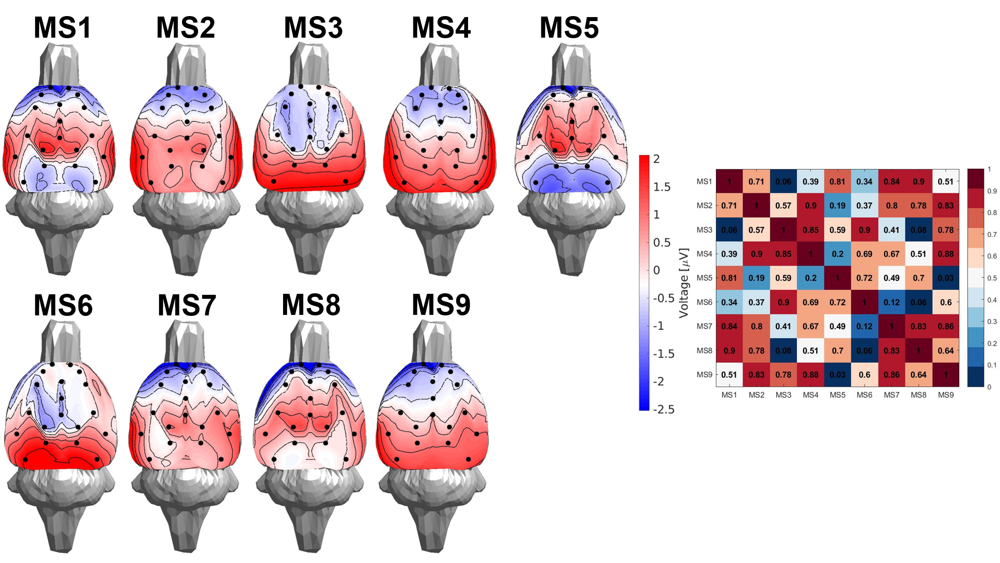 MS1 MS2 MS3 MS4 MS5
2
1.5
1
0.5
0
-0.5
-1
-1.5
-2
-2.5
Voltage [μV]
MS6 MS7 MS8 MS9
MS1 1 0.71 0.06 0.39 0.81 0.34 0.84 0.9 0.51
MS2 0.71 1 0.57 0.9 0.19 0.37 0.8 0.78 0.83
MS3 0.06 0.57 1 0.85 0.59 0.9 0.41 0.08 0.78
MS4 0.39 0.9 0.85 1 0.2 0.69 0.67 0.51 0.88
MS5 0.81 0.19 0.59 0.2 1 0.72 0.49 0.7 0.03
MS6 0.34 0.37 0.9 0.69 0.72 1 0.12 0.06 0.6
MS7 0.84 0.8 0.41 0.67 0.49 0.12 1 0.83 0.86
MS8 0.9 0.78 0.08 0.51 0.7 0.06 0.83 1 0.64
MS9 0.51 0.83 0.78 0.88 0.03 0.6 0.86 0.64 1
MS1 MS2 MS3 MS4 MS5 MS6 MS7 MS8 MS9
1
0.9
0.8
0.7
0.6
0.5
0.4
0.3
0.2
0.1
0